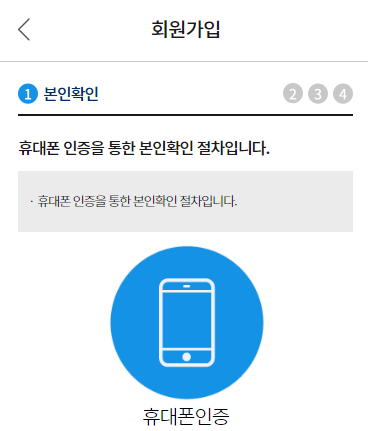 회원가입
1 본인확인 2 3 4
휴대폰 인증을 통한 본인확인 절차입니다.
· 휴대폰 인증을 통한 본인확인 절차입니다.
휴대폰인증